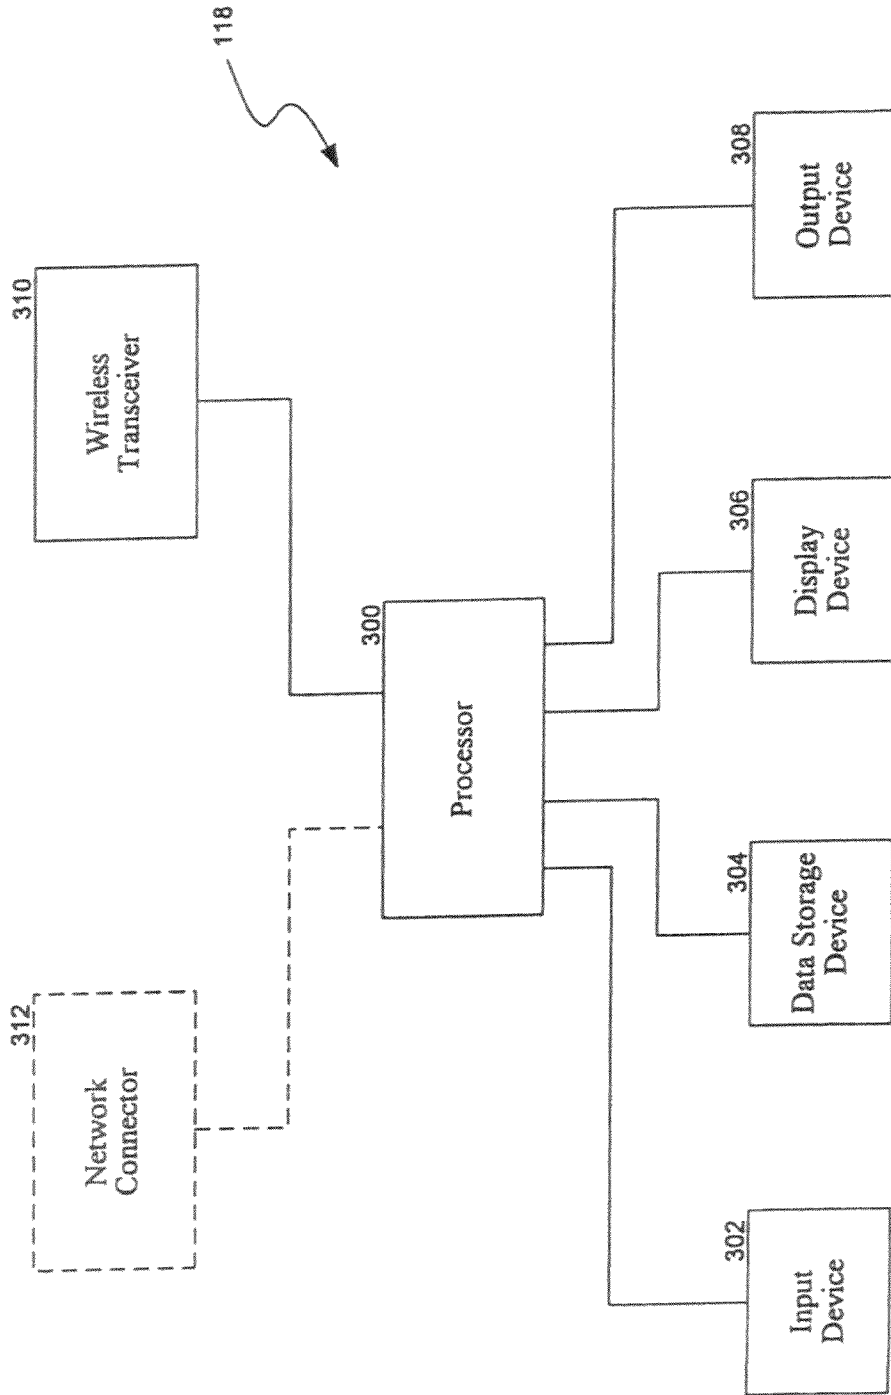 312
Network
Connector
310
Wireless
Transceiver
118
300
Processor
302
Input
Device
304
Data Storage
Device
306
Display
Device
308
Output
Device